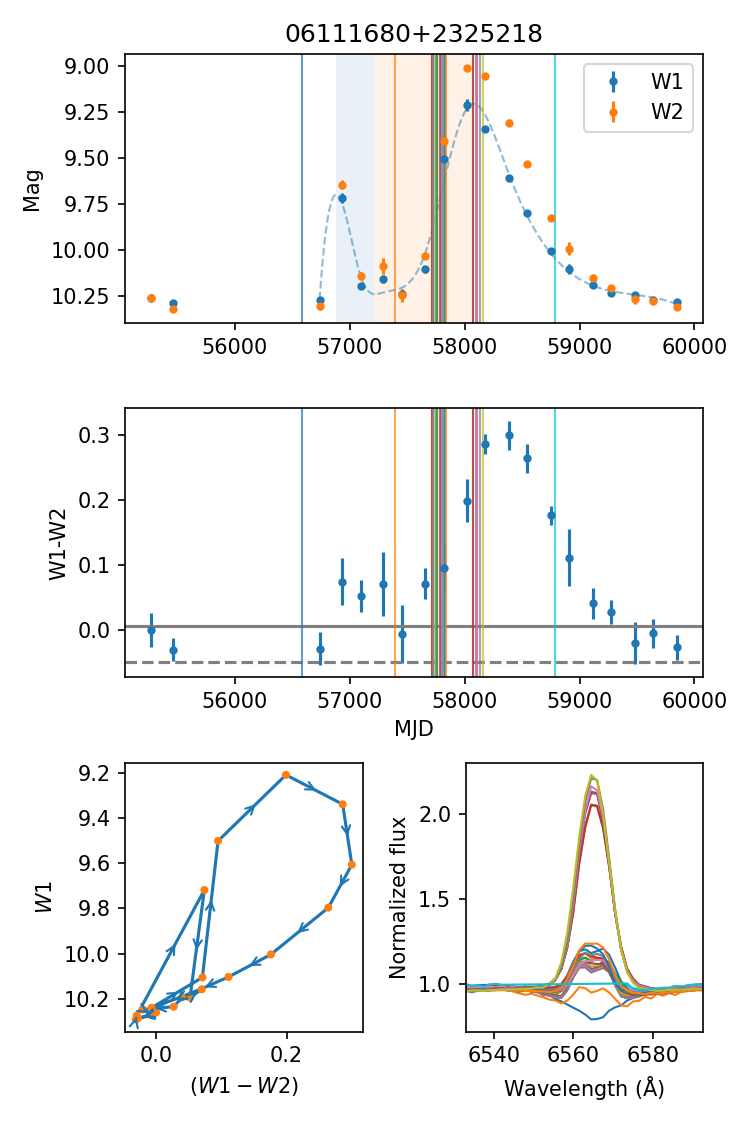 06111680+2325218
Mag
9.00
9.25
9.50
9.75
10.00
10.25
W1
W2
56000 57000 58000 59000 60000
W1-W2
0.3
0.2
0.1
0.0
56000 57000 58000 59000 60000
MJD
W1
9.2
9.4
9.6
9.8
10.0
10.2
0.0 0.2
(W1−W2)
Normalized flux
2.0
1.5
1.0
6540 6560 6580
Wavelength (Å)